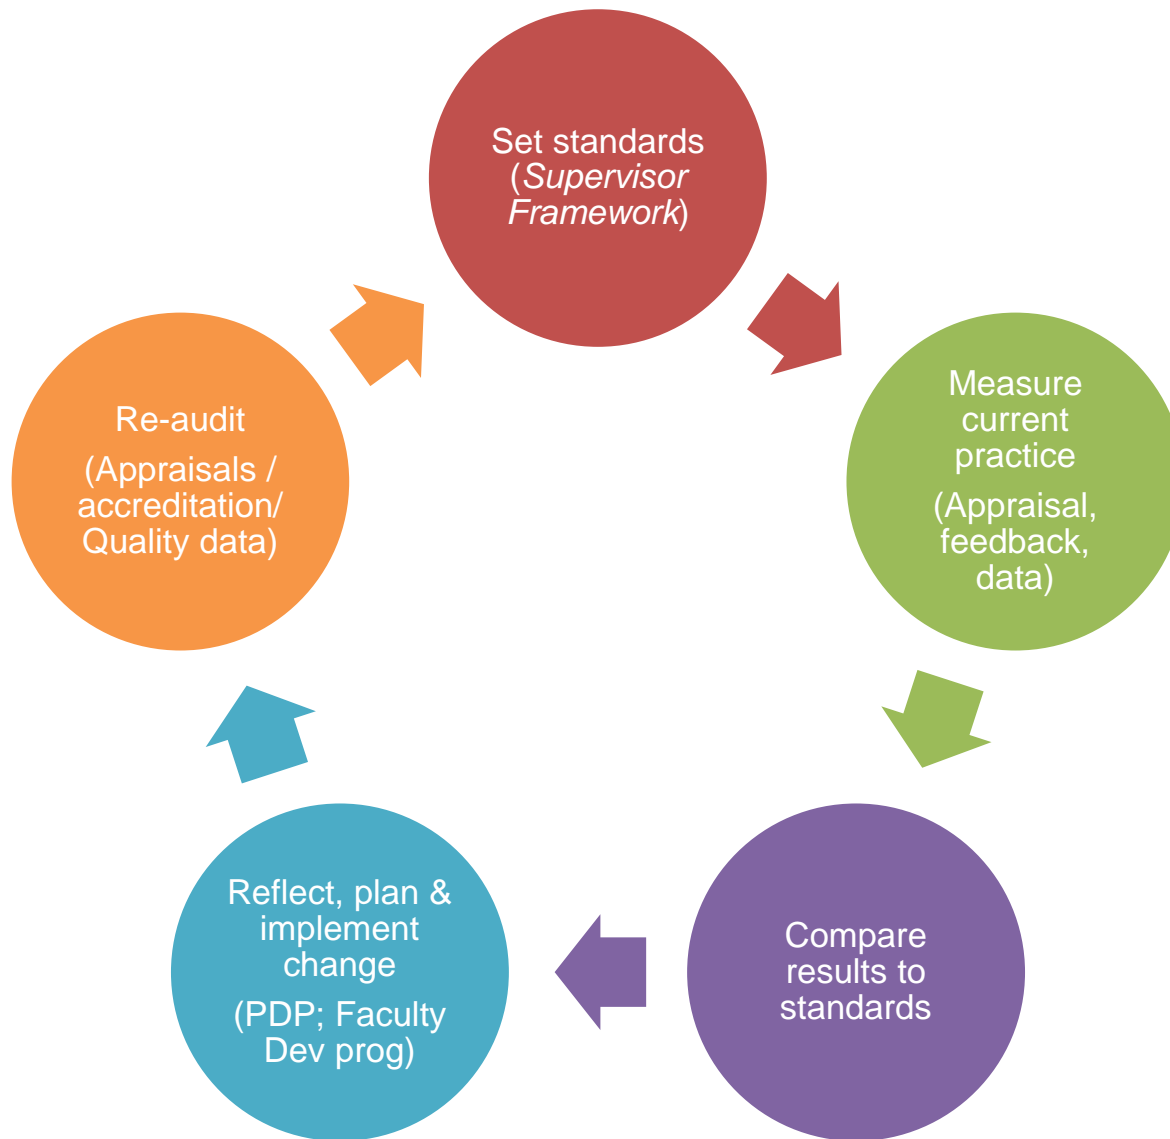 Set standards
(Supervisor
Framework)
Measure
current
practice
(Appraisal,
feedback,
data)
Compare
results to
standards
Reflect, plan &
implement
change
(PDP; Faculty
Dev prog)
Re-audit
(Appraisals /
accreditation/
Quality data)